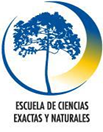 ESCUELA DE CIENCIAS
EXACTAS Y NATURALES